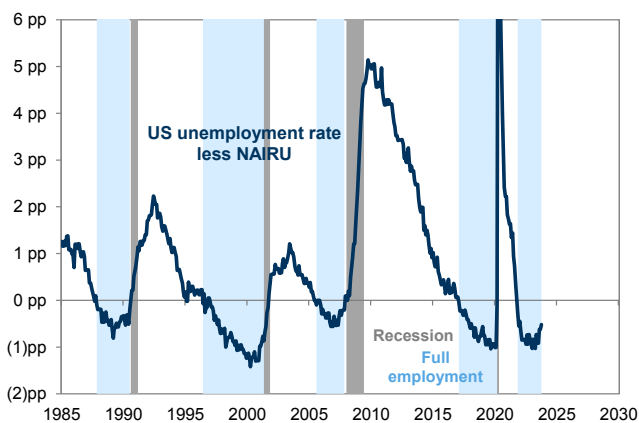 6 pp
5 pp
4 pp
US unemployment rate
less NAIRU
3 pp
2 pp
1 pp
0 pp
Recession
(1)pp
Full
employment
(2)pp
1985 1990 1995 2000 2005 2010 2015 2020 2025 2030